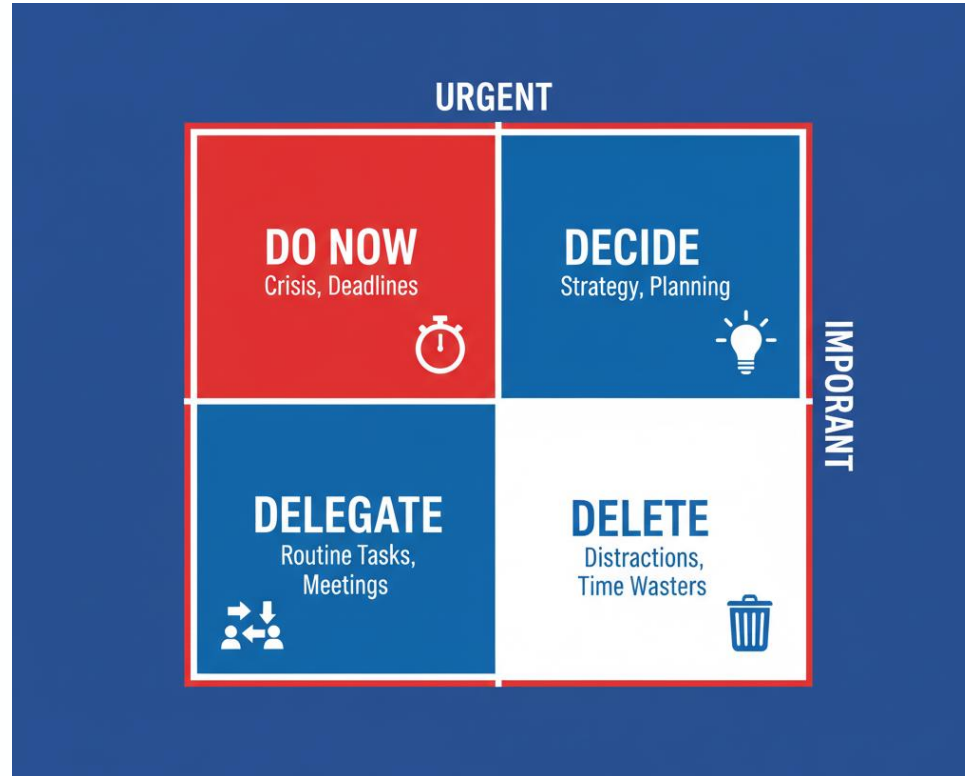 URGENT
DO NOW
Crisis, Deadlines
DECIDE
Strategy, Planning
IMPORANT
DELEGATE
Routine Tasks,
Meetings
DELETE
Distractions,
Time Wasters